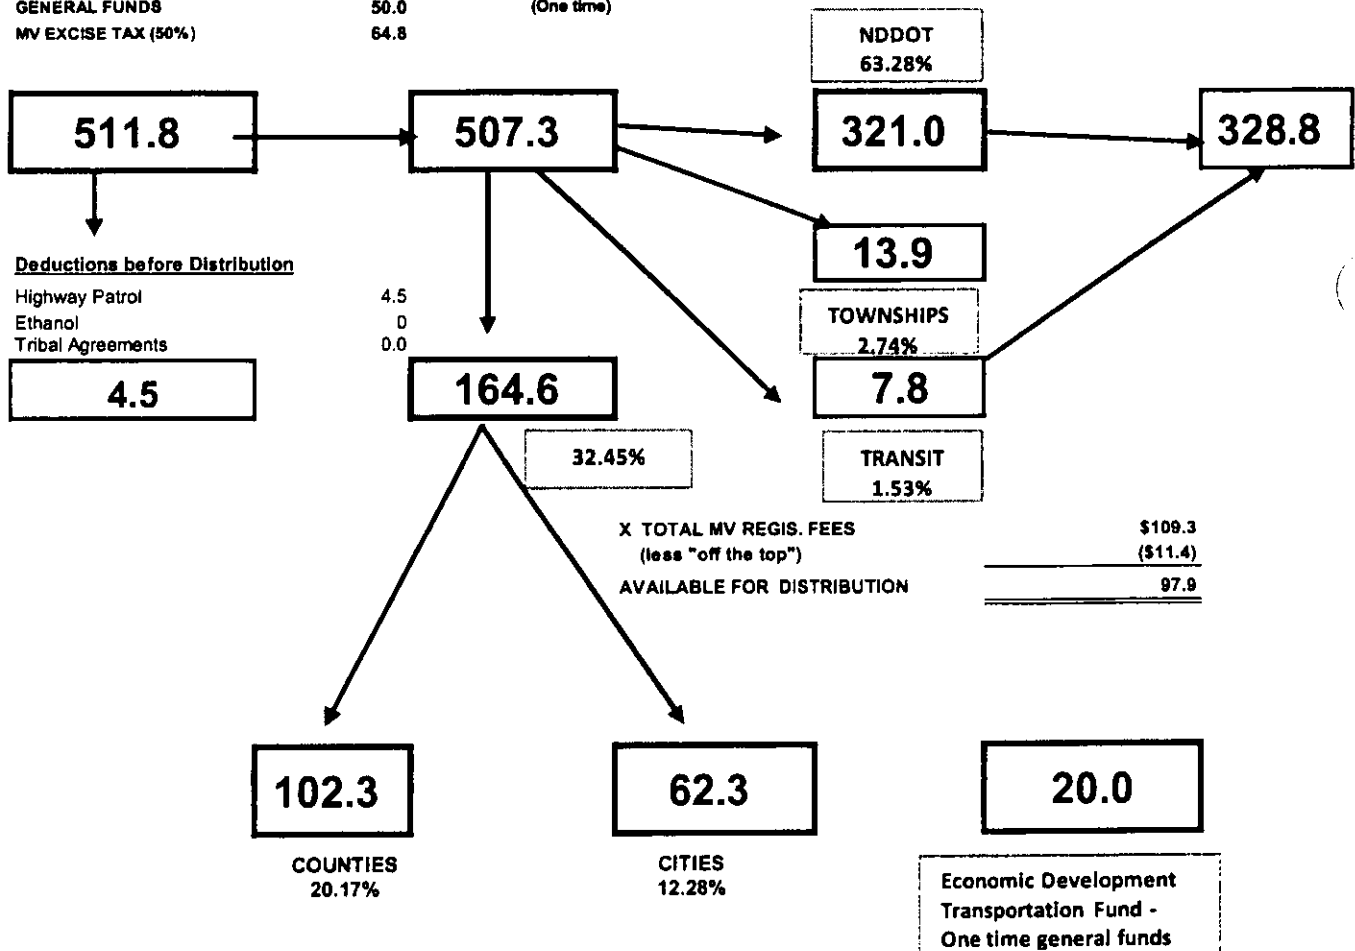 GENERAL FUNDS 50.0 (One time)
MV EXCISE TAX (50%) 64.8
NDDOT
63.28%
511.8 507.3 321.0 328.8
13.9
Deductions before Distribution
Highway Patrol 4.5
Ethanol 0
Tribal Agreements 0.0
TOWNSHIPS
2.74%
4.5 164.6 7.8
32.45%
TRANSIT
1.53%
X TOTAL MV REGIS. FEES $109.3
(less "off the top") ($11.4)
AVAILABLE FOR DISTRIBUTION 97.9
102.3 62.3 20.0
COUNTIES
20.17%
CITIES
12.28%
Economic Development
Transportation Fund -
One time general funds